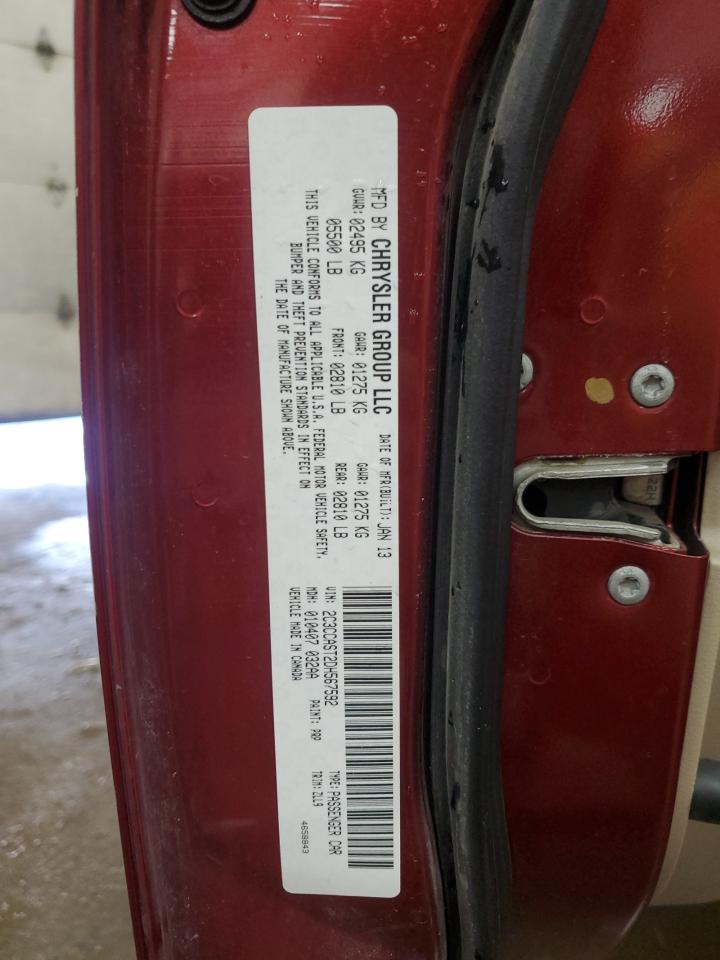 MFD BY CHRYSLER GROUP LLC DATE OF MFR(BUILT): JAN 13
GVWR: 02495 KG GAWR: 01275 KG GAWR: 01275 KG
05500 LB FRONT: 02810 LB REAR: 02810 LB
THIS VEHICLE CONFORMS TO ALL APPLICABLE U.S.A. FEDERAL MOTOR VEHICLE SAFETY,
BUMPER AND THEFT PREVENTION STANDARDS IN EFFECT ON
THE DATE OF MANUFACTURE SHOWN ABOVE.
VIN: 2C3CCAST2DH567592 TYPE: PASSENGER CAR
MDH: 010407 032AA PAINT: PRP TRIM: ZLL9
VEHICLE MADE IN CANADA 4658843